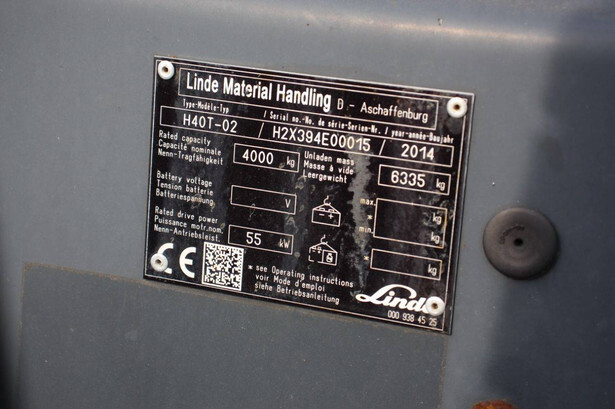 Linde Material Handling D.- Aschaffenburg
Type-Modèle-Typ / Serial no.-No. de série-Serien-Nr. / year-année-Baujahr
H40T-02 / H2X394E00015 / 2014
Rated capacity
Capacité nominale
Nenn-Tragfähigkeit
4000 kg
Unladen mass
Masse à vide
Leergewicht
6335 kg
Battery voltage
Tension batterie
Batteriespannung
V
max.
*
kg
min.
kg
Rated drive power
Puissance motr.nom.
Nenn-Antriebsleist.
55 kW
L
*
kg
CE
* see Operating instructions
voir Mode d'emploi
siehe Betriebsanleitung
Linde
000 938 45 25